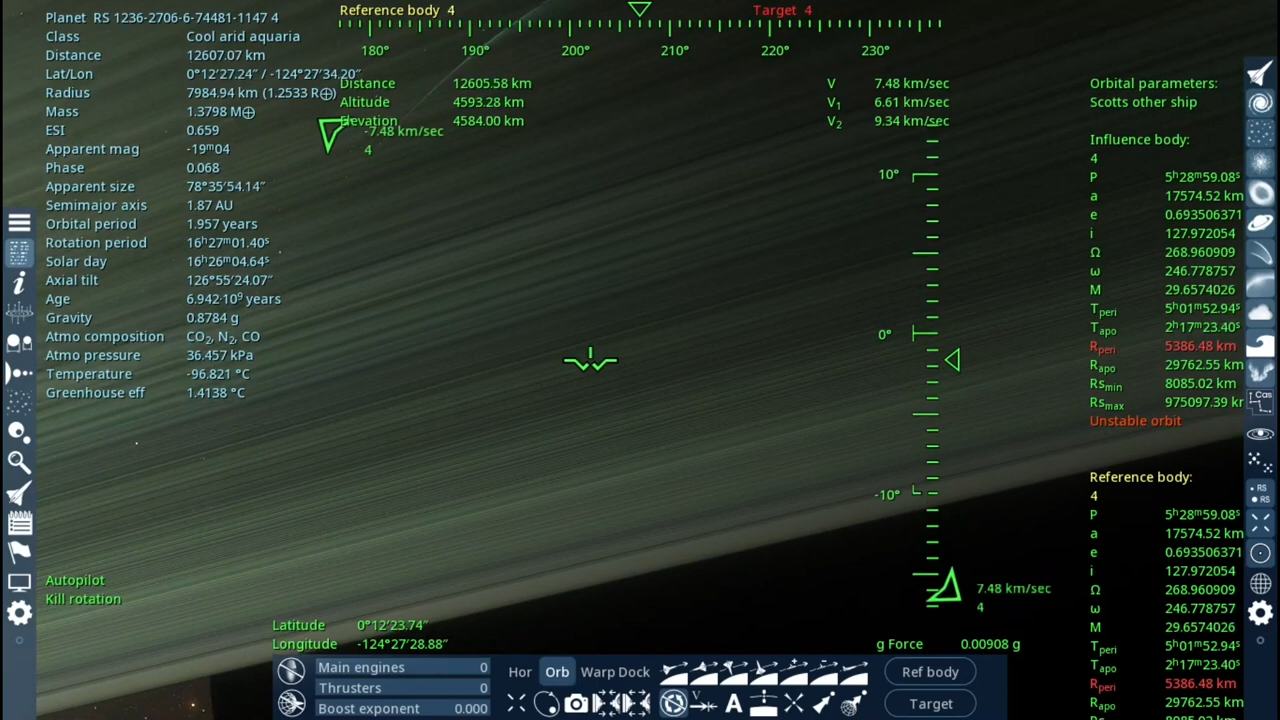 Planet RS 1236-2706-6-74481-1147 4
Class Cool arid aquaria
Distance 12607.07 km
Lat/Lon 0°12′27.24″ / -124°27′34.20″
Radius 7984.94 km (1.2533 R⊕)
Mass 1.3798 M⊕
ESI 0.659
Apparent mag -19ᵐ04
Phase 0.068
Apparent size 78°35′54.14″
Semimajor axis 1.87 AU
Orbital period 1.957 years
Rotation period 16ʰ27ᵐ01.40ˢ
Solar day 16ʰ26ᵐ04.64ˢ
Axial tilt 126°55′24.07″
Age 6.942·10⁹ years
Gravity 0.8784 g
Atmo composition CO₂, N₂, CO
Atmo pressure 36.457 kPa
Temperature -96.821 °C
Greenhouse eff 1.4138 °C
Autopilot
Kill rotation
Reference body 4
Target 4
180° 190° 200° 210° 220° 230°
Distance 12605.58 km
Altitude 4593.28 km
Elevation 4584.00 km
V 7.48 km/sec
V₁ 6.61 km/sec
V₂ 9.34 km/sec
-7.48 km/sec
4
10°
0°
-10°
7.48 km/sec
4
Orbital parameters:
Scotts other ship
Influence body:
4
P 5ʰ28ᵐ59.08ˢ
a 17574.52 km
e 0.693506371
i 127.972054
Ω 268.960909
ω 246.778757
M 29.6574026
Tperi 5ʰ01ᵐ52.94ˢ
Tapo 2ʰ17ᵐ23.40ˢ
Rperi 5386.48 km
Rapo 29762.55 km
Rsmin 8085.02 km
Rsmax 975097.39 kr
Unstable orbit
Reference body:
4
P 5ʰ28ᵐ59.08ˢ
a 17574.52 km
e 0.693506371
i 127.972054
Ω 268.960909
ω 246.778757
M 29.6574026
Tperi 5ʰ01ᵐ52.94ˢ
Tapo 2ʰ17ᵐ23.40ˢ
Rperi 5386.48 km
Rapo 29762.55 km
Cas
RS
RS
Latitude 0°12′23.74″
Longitude -124°27′28.88″
g Force 0.00908 g
Main engines 0
Thrusters 0
Boost exponent 0.000
Hor Orb Warp Dock
V
A
Ref body
Target